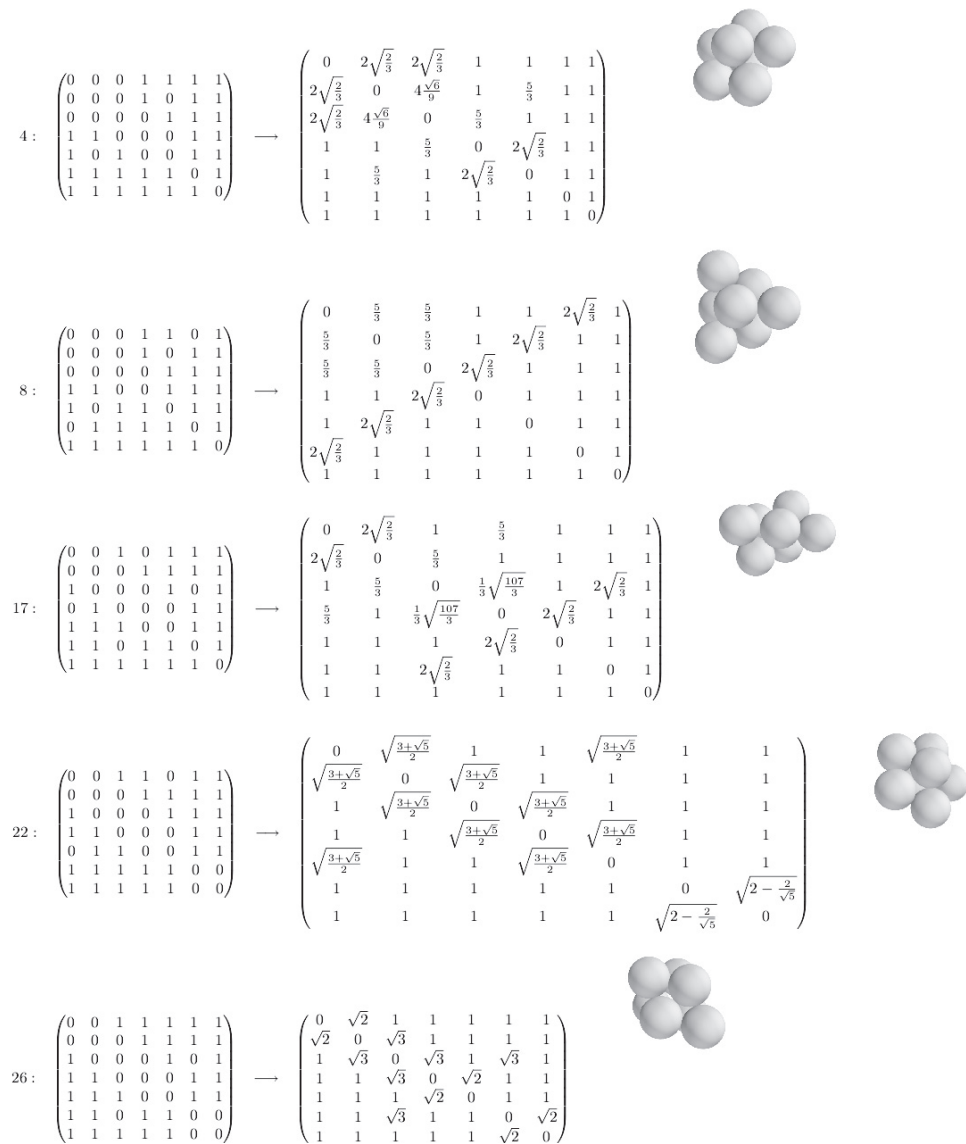 4 :
0 0 0 1 1 1 1
0 0 0 1 0 1 1
0 0 0 0 1 1 1
1 1 0 0 0 1 1
1 0 1 0 0 1 1
1 1 1 1 1 0 1
1 1 1 1 1 1 0
⟶
0 2√(2/3) 2√(2/3) 1 1 1 1
2√(2/3) 0 4√6/9 1 5/3 1 1
2√(2/3) 4√6/9 0 5/3 1 1 1
1 1 5/3 0 2√(2/3) 1 1
1 5/3 1 2√(2/3) 0 1 1
1 1 1 1 1 0 1
1 1 1 1 1 1 0
8 :
0 0 0 1 1 0 1
0 0 0 1 0 1 1
0 0 0 0 1 1 1
1 1 0 0 1 1 1
1 0 1 1 0 1 1
0 1 1 1 1 0 1
1 1 1 1 1 1 0
⟶
0 5/3 5/3 1 1 2√(2/3) 1
5/3 0 5/3 1 2√(2/3) 1 1
5/3 5/3 0 2√(2/3) 1 1 1
1 1 2√(2/3) 0 1 1 1
1 2√(2/3) 1 1 0 1 1
2√(2/3) 1 1 1 1 0 1
1 1 1 1 1 1 0
17 :
0 0 1 0 1 1 1
0 0 0 1 1 1 1
1 0 0 0 1 0 1
0 1 0 0 0 1 1
1 1 1 0 0 1 1
1 1 0 1 1 0 1
1 1 1 1 1 1 0
⟶
0 2√(2/3) 1 5/3 1 1 1
2√(2/3) 0 5/3 1 1 1 1
1 5/3 0 1/3√(107/3) 1 2√(2/3) 1
5/3 1 1/3√(107/3) 0 2√(2/3) 1 1
1 1 1 2√(2/3) 0 1 1
1 1 2√(2/3) 1 1 0 1
1 1 1 1 1 1 0
22 :
0 0 1 1 0 1 1
0 0 0 1 1 1 1
1 0 0 0 1 1 1
1 1 0 0 0 1 1
0 1 1 0 0 1 1
1 1 1 1 1 0 0
1 1 1 1 1 0 0
⟶
0 √((3+√5)/2) 1 1 √((3+√5)/2) 1 1
√((3+√5)/2) 0 √((3+√5)/2) 1 1 1 1
1 √((3+√5)/2) 0 √((3+√5)/2) 1 1 1
1 1 √((3+√5)/2) 0 √((3+√5)/2) 1 1
√((3+√5)/2) 1 1 √((3+√5)/2) 0 1 1
1 1 1 1 1 0 √(2 − 2/√5)
1 1 1 1 1 √(2 − 2/√5) 0
26 :
0 0 1 1 1 1 1
0 0 0 1 1 1 1
1 0 0 0 1 0 1
1 1 0 0 0 1 1
1 1 1 0 0 1 1
1 1 0 1 1 0 0
1 1 1 1 1 0 0
⟶
0 √2 1 1 1 1 1
√2 0 √3 1 1 1 1
1 √3 0 √3 1 √3 1
1 1 √3 0 √2 1 1
1 1 1 √2 0 1 1
1 1 √3 1 1 0 √2
1 1 1 1 1 √2 0